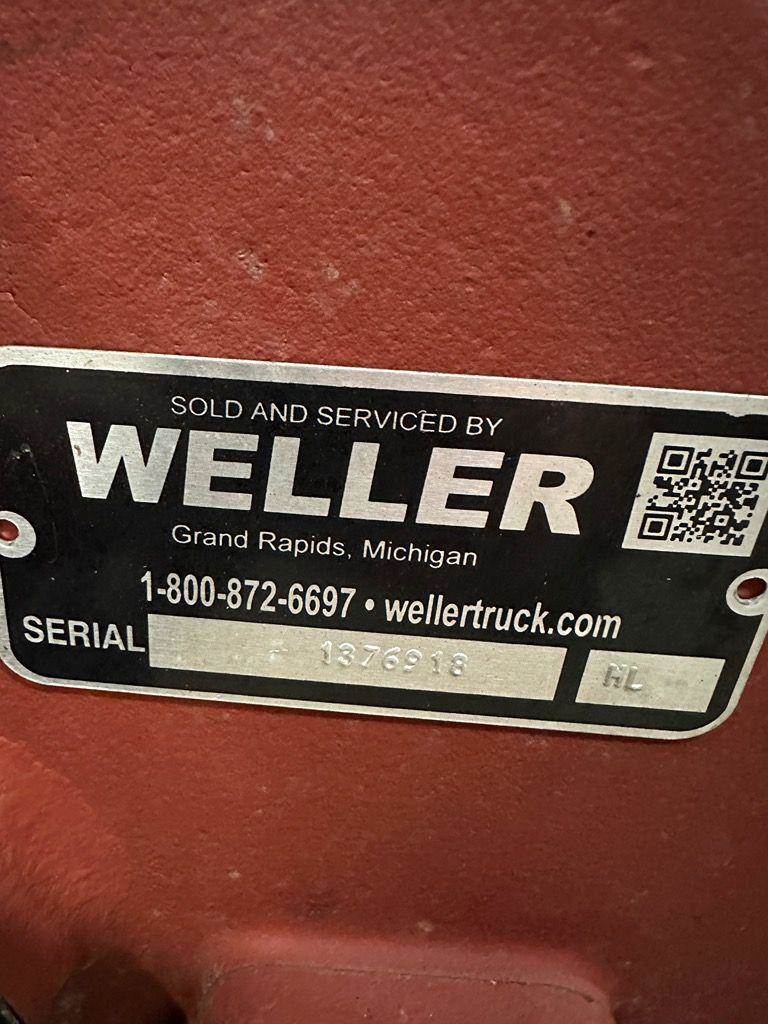 SOLD AND SERVICED BY
WELLER
Grand Rapids, Michigan
1-800-872-6697 • wellertruck.com
SERIAL 1376918 HL